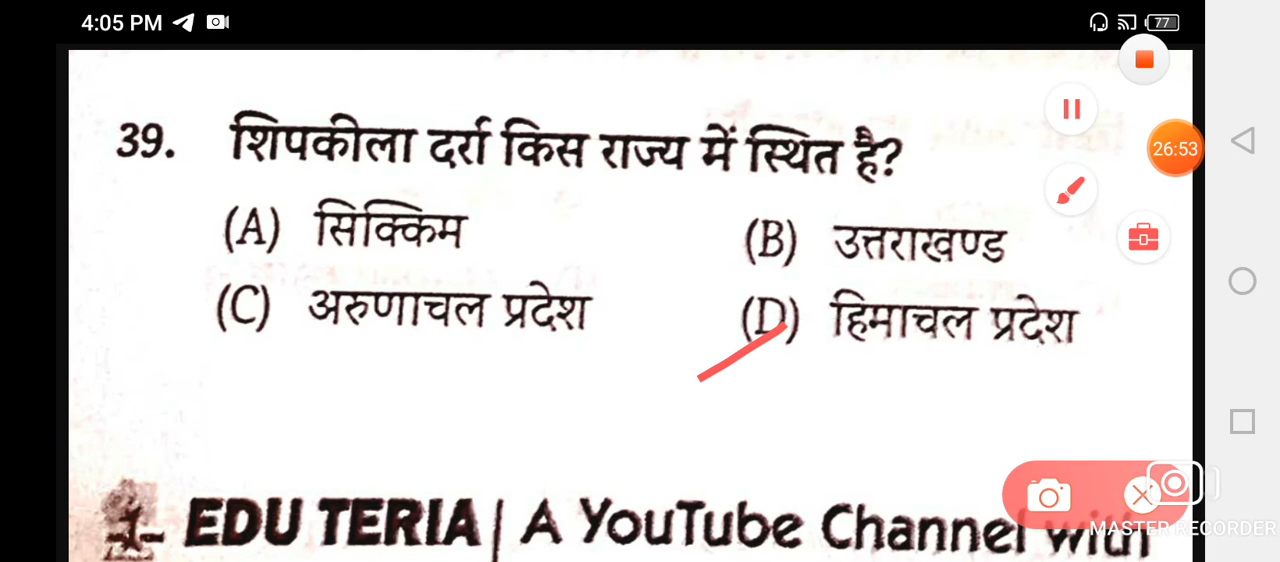 4:05 PM
77
26:53
39. शिपकीला दर्रा किस राज्य में स्थित है?
(A) सिक्किम (B) उत्तराखण्ड
(C) अरुणाचल प्रदेश (D) हिमाचल प्रदेश
EDU TERIA | A YouTube Channel with
MASTER RECORDER